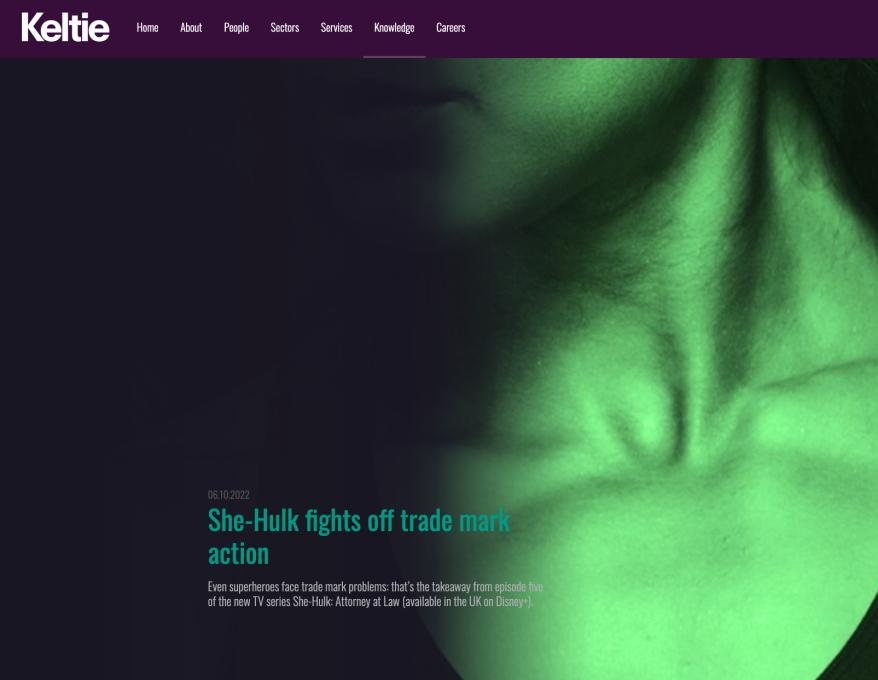 Keltie
Home About People Sectors Services Knowledge Careers
06.10.2022
She-Hulk fights off trade mark
action
Even superheroes face trade mark problems: that's the takeaway from episode five
of the new TV series She-Hulk: Attorney at Law (available in the UK on Disney+).